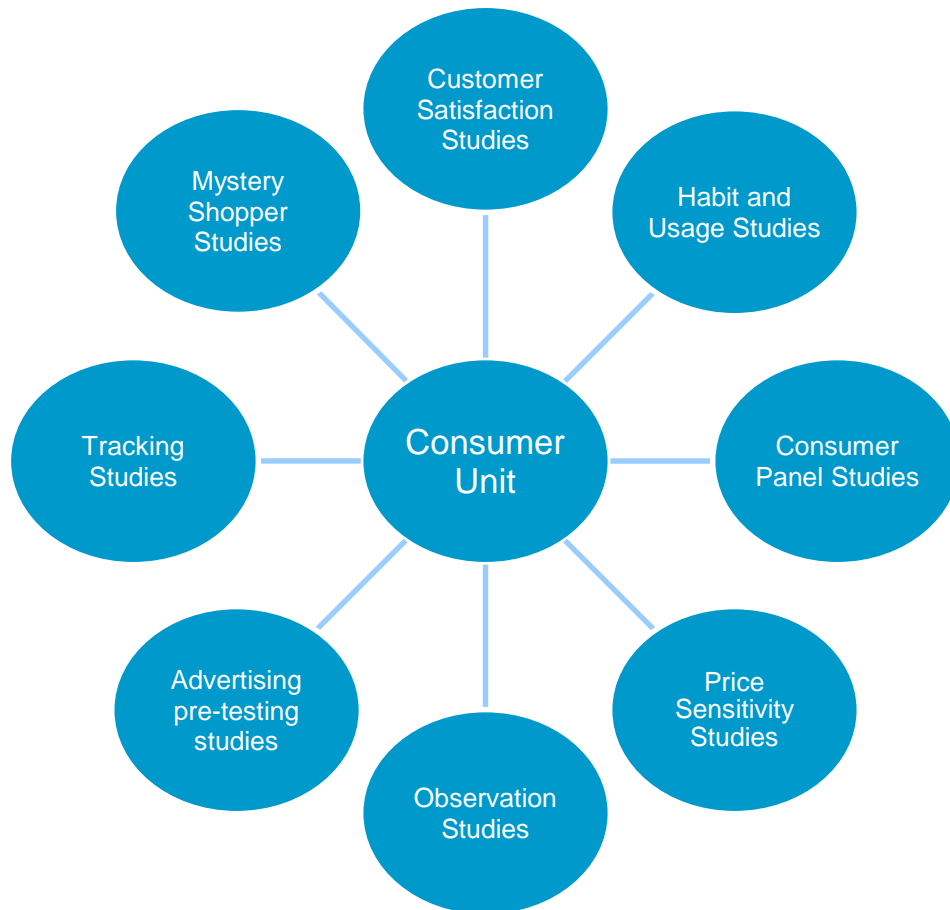 Customer
Satisfaction
Studies
Habit and
Usage Studies
Consumer
Panel Studies
Price
Sensitivity
Studies
Observation
Studies
Advertising
pre-testing
studies
Tracking
Studies
Mystery
Shopper
Studies
Consumer
Unit